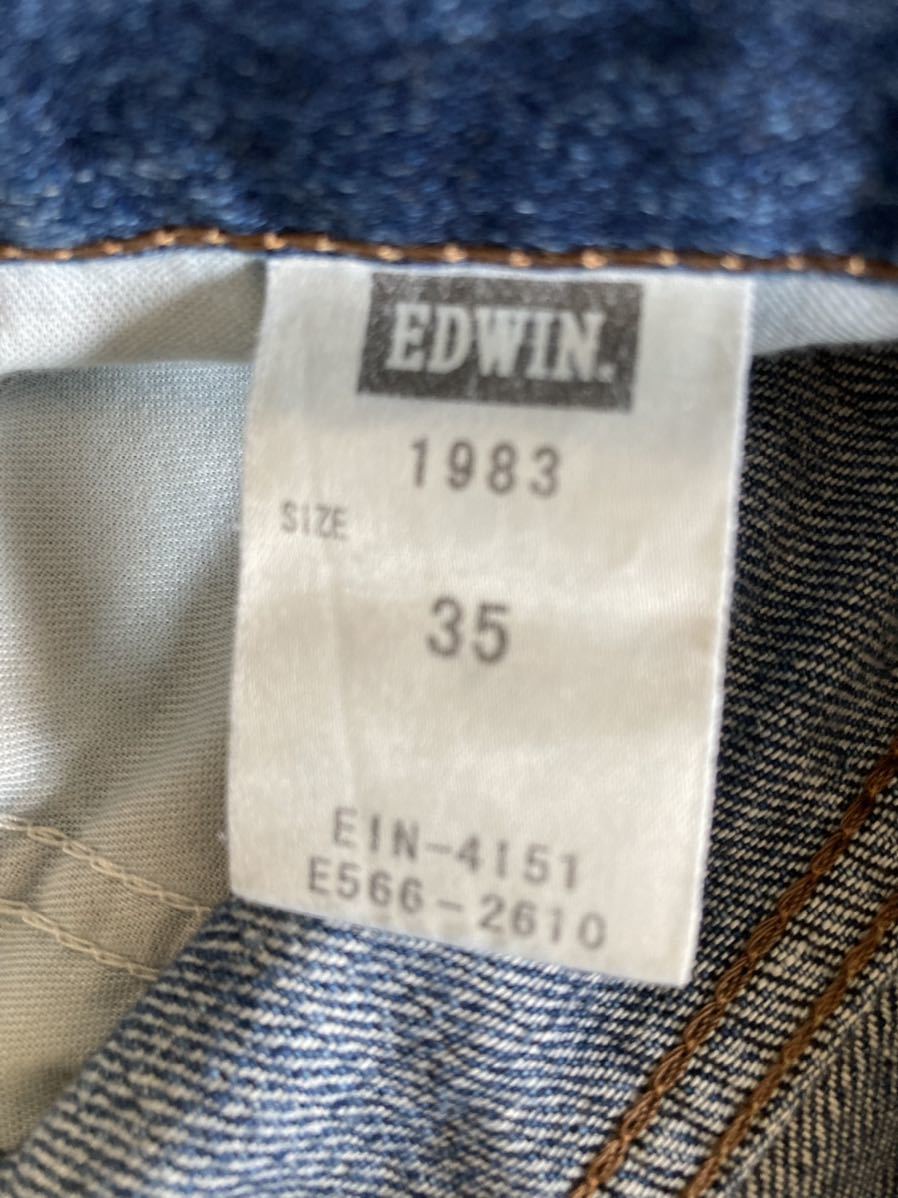 EDWIN.
1983
SIZE
35
EIN-4151
E566-2610